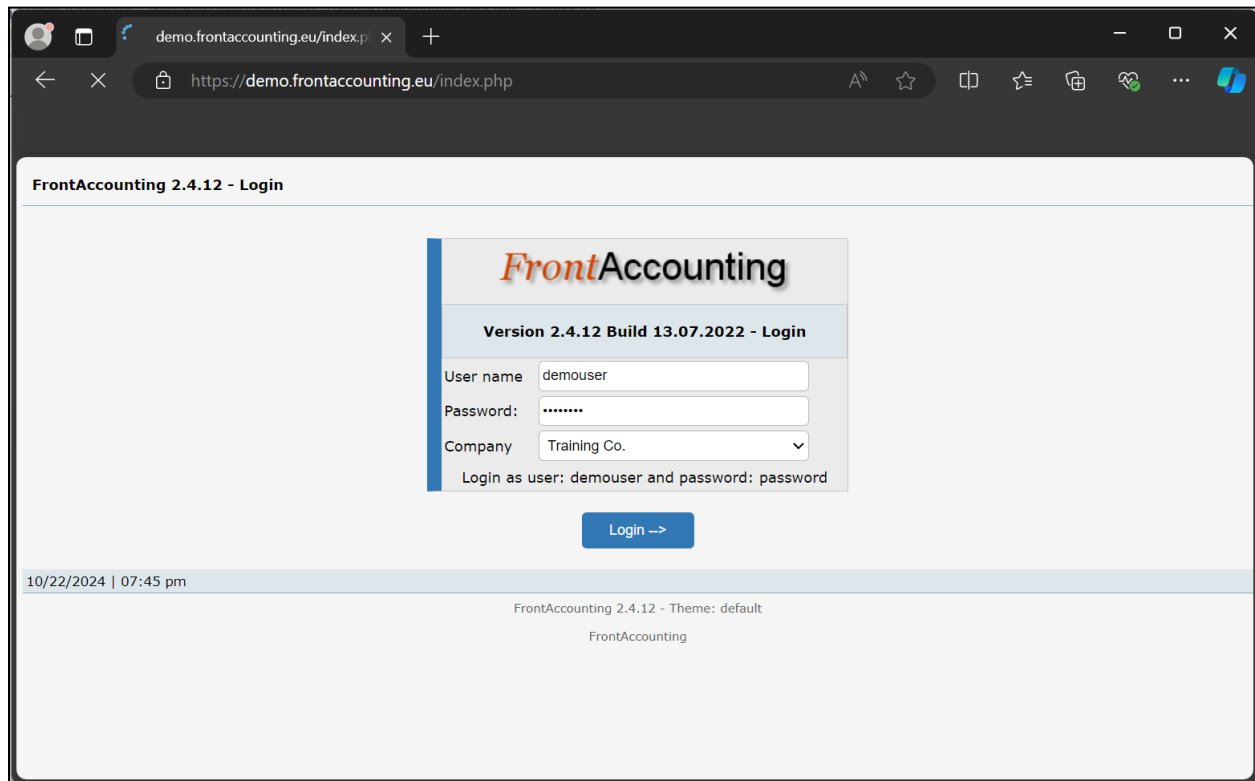 demo.frontaccounting.eu/index.p
https://demo.frontaccounting.eu/index.php
FrontAccounting 2.4.12 - Login
FrontAccounting
Version 2.4.12 Build 13.07.2022 - Login
User name demouser
Password: ••••••••
Company Training Co.
Login as user: demouser and password: password
Login -->
10/22/2024 | 07:45 pm
FrontAccounting 2.4.12 - Theme: default
FrontAccounting